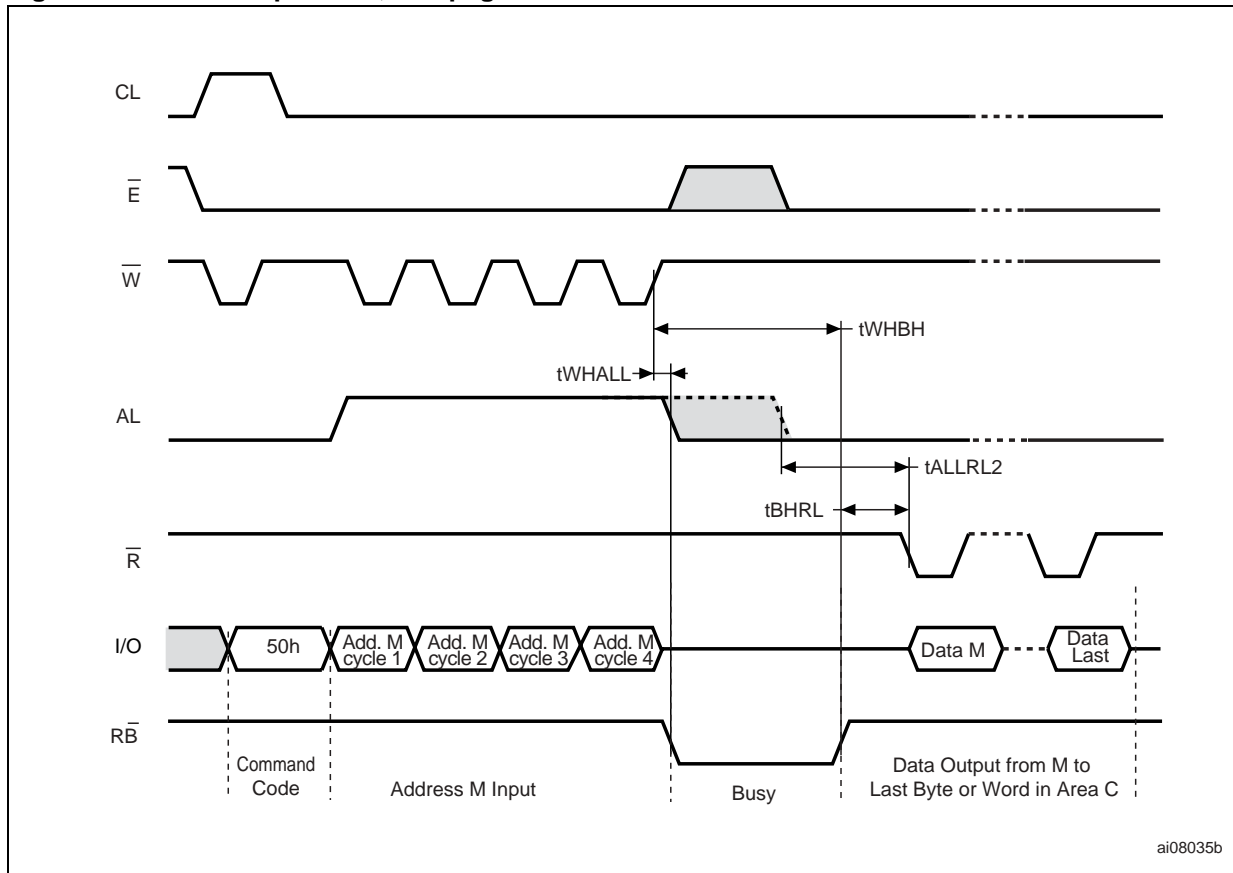 CL
E
W
tWHBH
tWHALL
AL
tALLRL2
tBHRL
R
I/O
50h
Add. M
cycle 1
Add. M
cycle 2
Add. M
cycle 3
Add. M
cycle 4
Data M
Data
Last
RB
Command
Code
Address M Input
Busy
Data Output from M to
Last Byte or Word in Area C
ai08035b